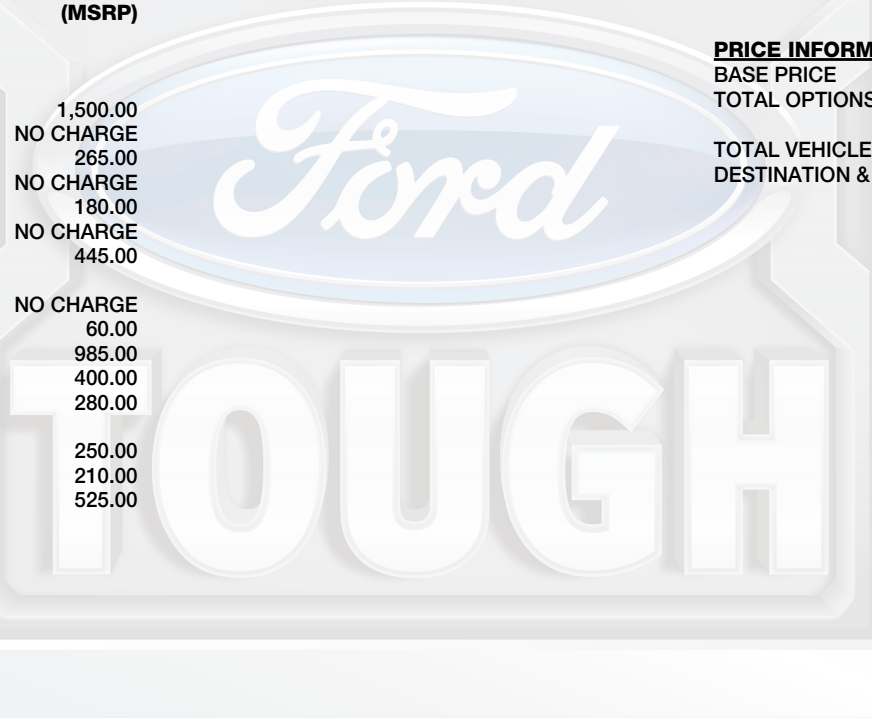 (MSRP)
1,500.00
NO CHARGE
265.00
NO CHARGE
180.00
NO CHARGE
445.00
NO CHARGE
60.00
985.00
400.00
280.00
250.00
210.00
525.00
PRICE INFORM
BASE PRICE
TOTAL OPTIONS
TOTAL VEHICLE
DESTINATION &
Ford
TOUGH